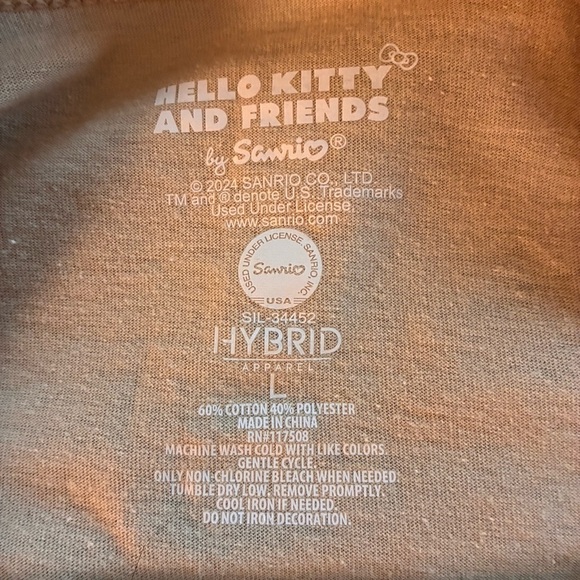 HELLO KITTY
AND FRIENDS
by Sanrio®
© 2024 SANRIO CO., LTD.
TM and ® denote U.S. Trademarks
Used Under License.
www.sanrio.com
USED UNDER LICENSE SANRIO, INC.
Sanrio
USA
SIL-34452
HYBRID
APPAREL
L
60% COTTON 40% POLYESTER
MADE IN CHINA
RN#117508
MACHINE WASH COLD WITH LIKE COLORS.
GENTLE CYCLE.
ONLY NON-CHLORINE BLEACH WHEN NEEDED.
TUMBLE DRY LOW. REMOVE PROMPTLY.
COOL IRON IF NEEDED.
DO NOT IRON DECORATION.